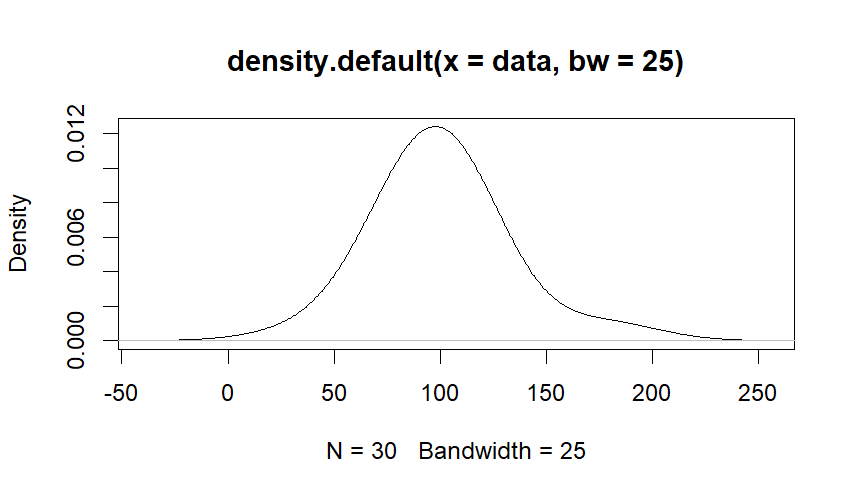 density.default(x = data, bw = 25)
Density
0.012
0.006
0.000
-50 0 50 100 150 200 250
N = 30 Bandwidth = 25